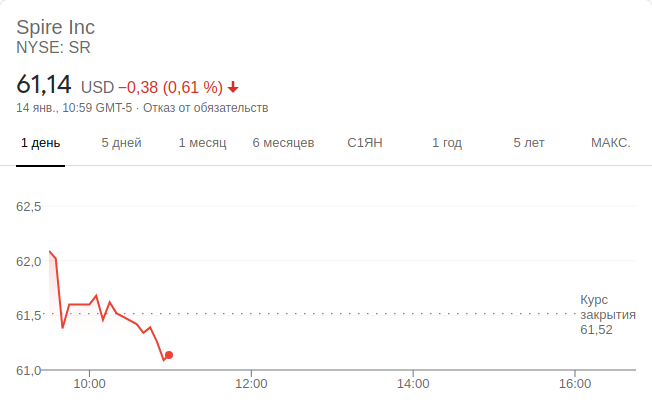 Spire Inc
NYSE: SR
61,14 USD −0,38 (0,61 %)
14 янв., 10:59 GMT-5 · Отказ от обязательств
1 день 5 дней 1 месяц 6 месяцев С1ЯН 1 год 5 лет МАКС.
62,5
62,0
61,5
61,0
Курс
закрытия
61,52
10:00 12:00 14:00 16:00